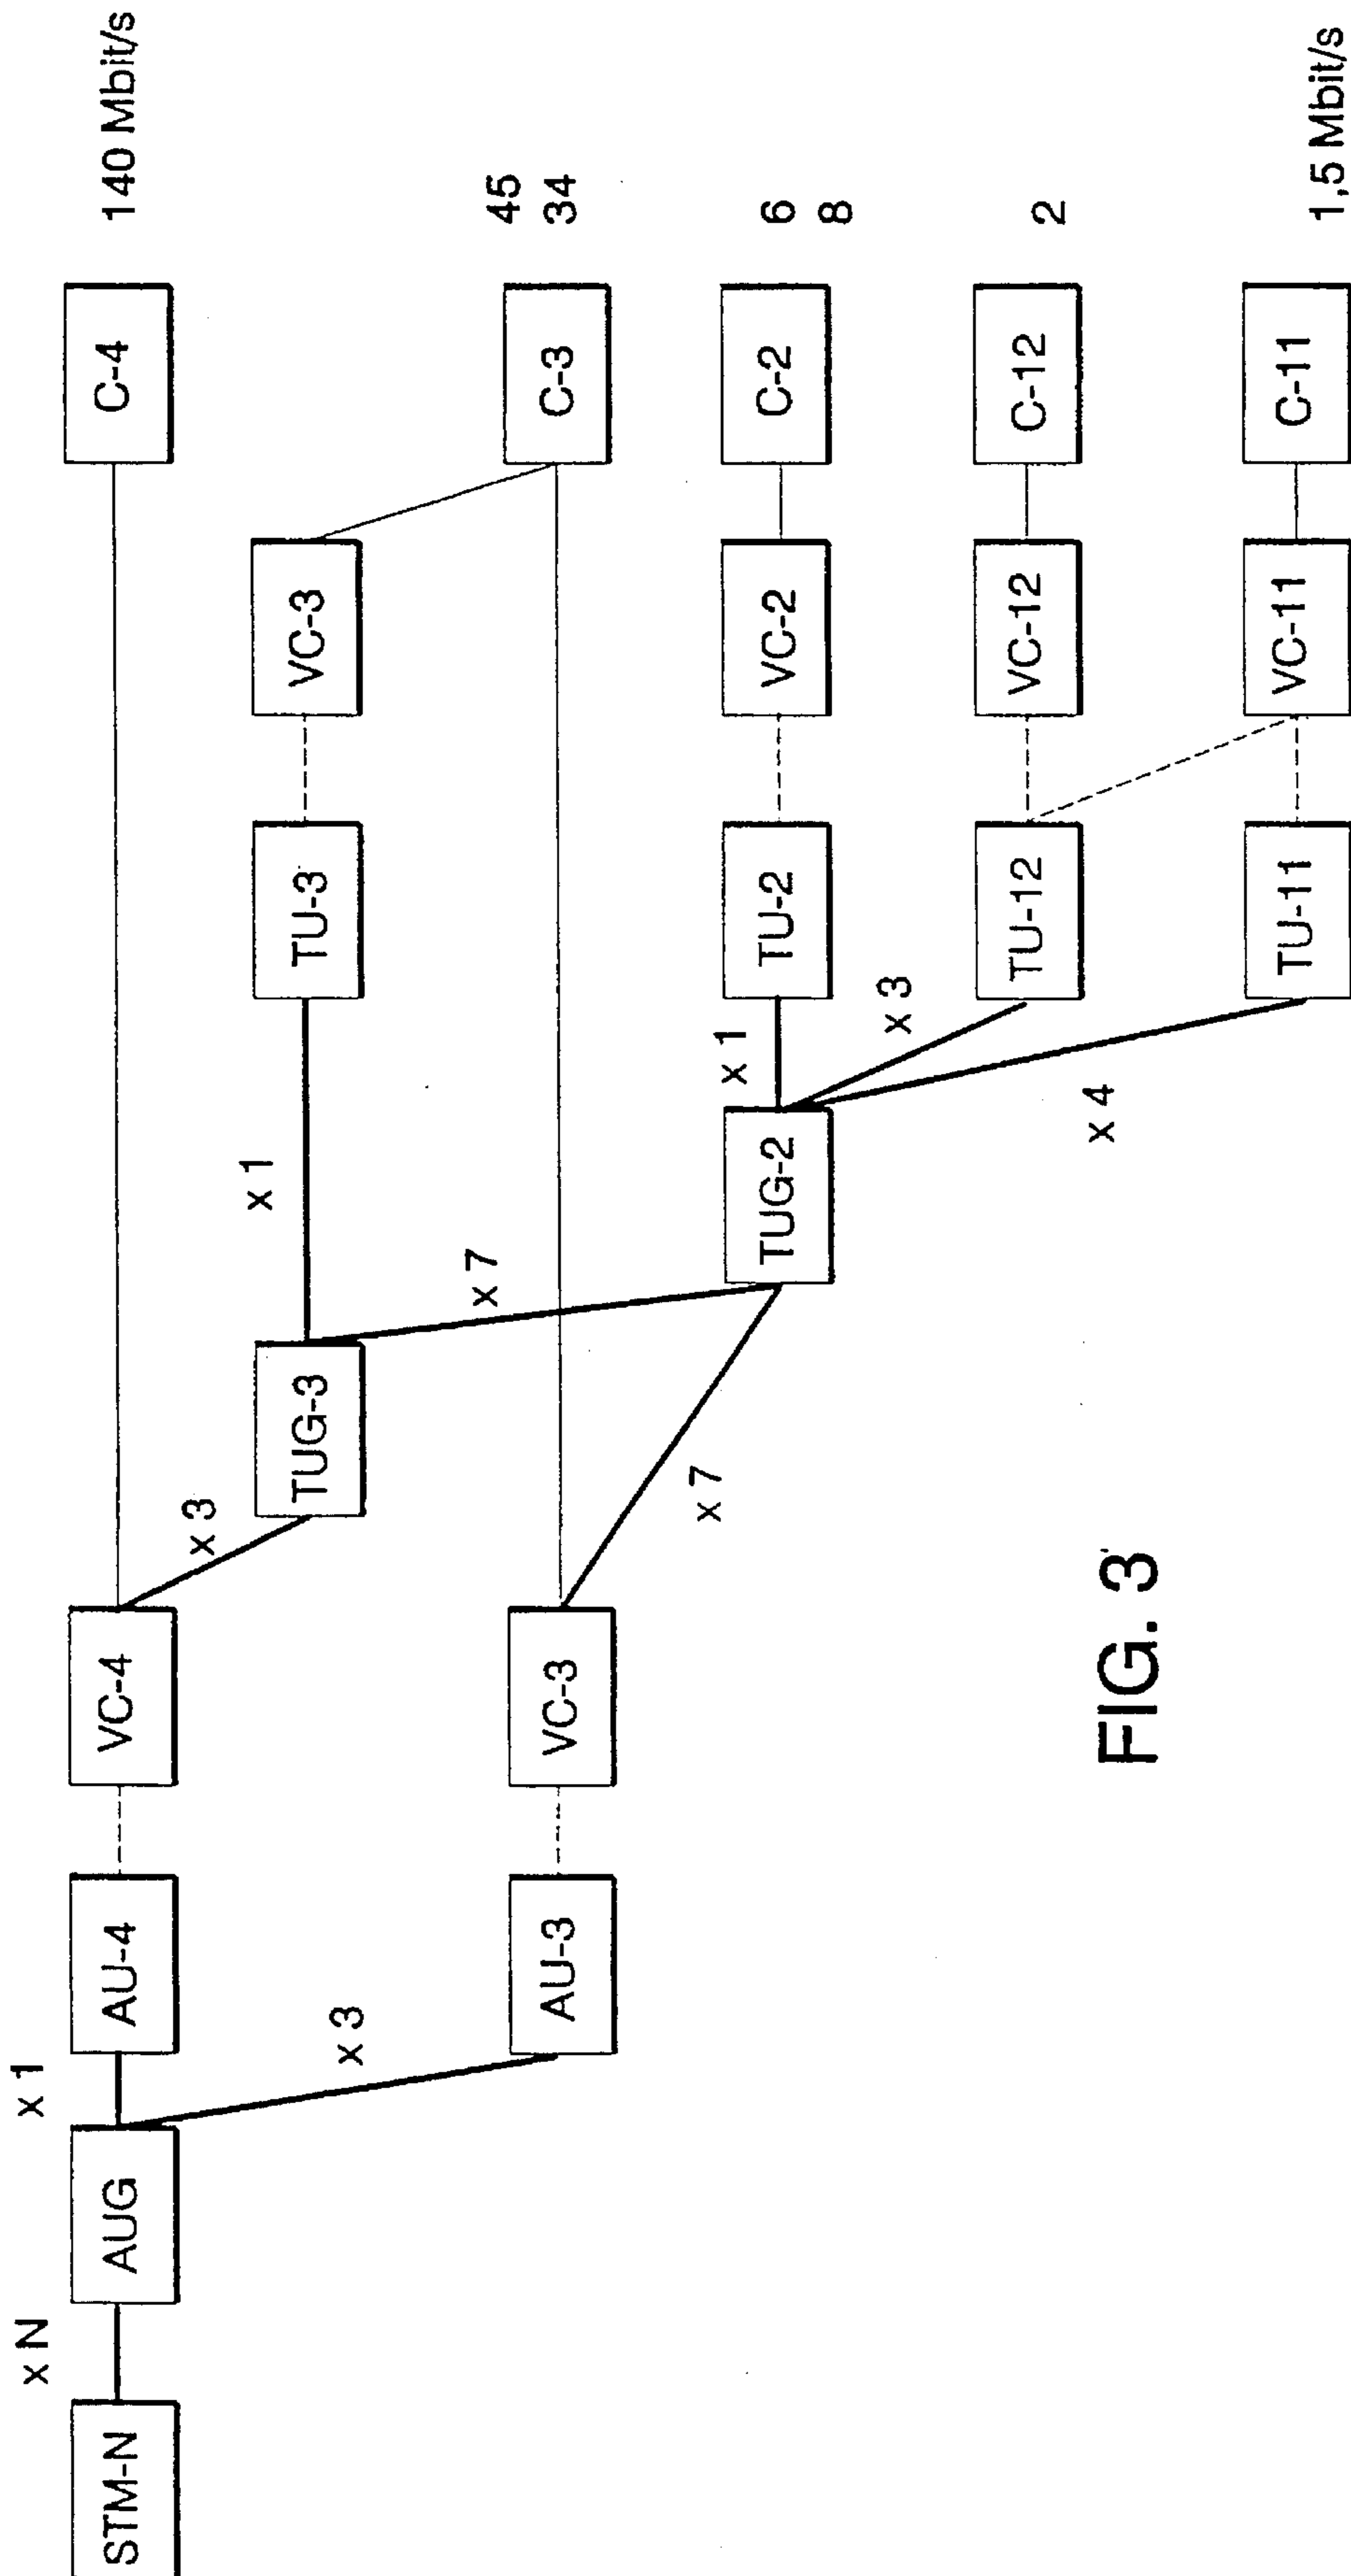 x N
x 1
STM-N
AUG
AU-4
VC-4
C-4
140 Mbit/s
x 3
x 1
TUG-3
TU-3
VC-3
x 3
x 7
AU-3
VC-3
C-3
45
34
x 7
x 1
TUG-2
TU-2
VC-2
C-2
6
8
x 3
TU-12
VC-12
C-12
2
x 4
TU-11
VC-11
C-11
1,5 Mbit/s
FIG. 3